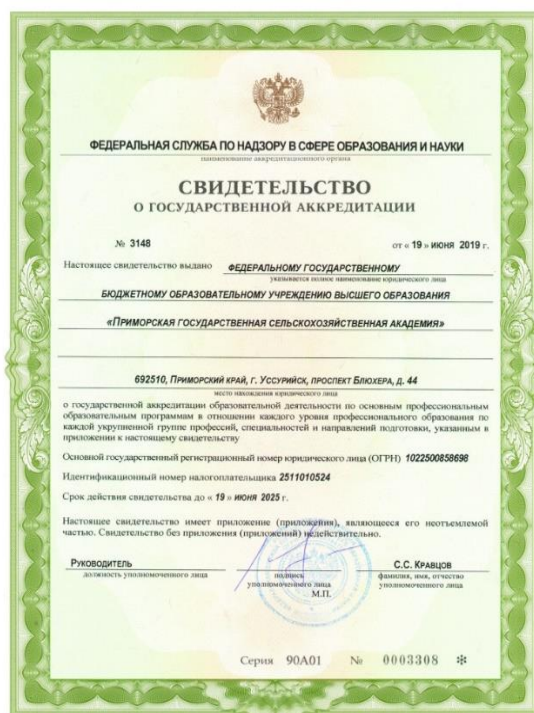 ФЕДЕРАЛЬНАЯ СЛУЖБА ПО НАДЗОРУ В СФЕРЕ ОБРАЗОВАНИЯ И НАУКИ
наименование аккредитационного органа
СВИДЕТЕЛЬСТВО
О ГОСУДАРСТВЕННОЙ АККРЕДИТАЦИИ
№ 3148 от « 19 » ИЮНЯ 2019 г.
Настоящее свидетельство выдано ФЕДЕРАЛЬНОМУ ГОСУДАРСТВЕННОМУ
указывается полное наименование юридического лица
БЮДЖЕТНОМУ ОБРАЗОВАТЕЛЬНОМУ УЧРЕЖДЕНИЮ ВЫСШЕГО ОБРАЗОВАНИЯ
«ПРИМОРСКАЯ ГОСУДАРСТВЕННАЯ СЕЛЬСКОХОЗЯЙСТВЕННАЯ АКАДЕМИЯ»
692510, ПРИМОРСКИЙ КРАЙ, Г. УССУРИЙСК, ПРОСПЕКТ БЛЮХЕРА, Д. 44
место нахождения юридического лица
о государственной аккредитации образовательной деятельности по основным профессиональным
образовательным программам в отношении каждого уровня профессионального образования по
каждой укрупненной группе профессий, специальностей и направлений подготовки, указанным в
приложении к настоящему свидетельству
Основной государственный регистрационный номер юридического лица (ОГРН) 1022500858698
Идентификационный номер налогоплательщика 2511010524
Срок действия свидетельства до « 19 » ИЮНЯ 2025 г.
Настоящее свидетельство имеет приложение (приложения), являющееся его неотъемлемой
частью. Свидетельство без приложения (приложений) недействительно.
РУКОВОДИТЕЛЬ С.С. КРАВЦОВ
должность уполномоченного лица подпись уполномоченного лица фамилия, имя, отчество уполномоченного лица
М.П.
Серия 90А01 № 0003308 *